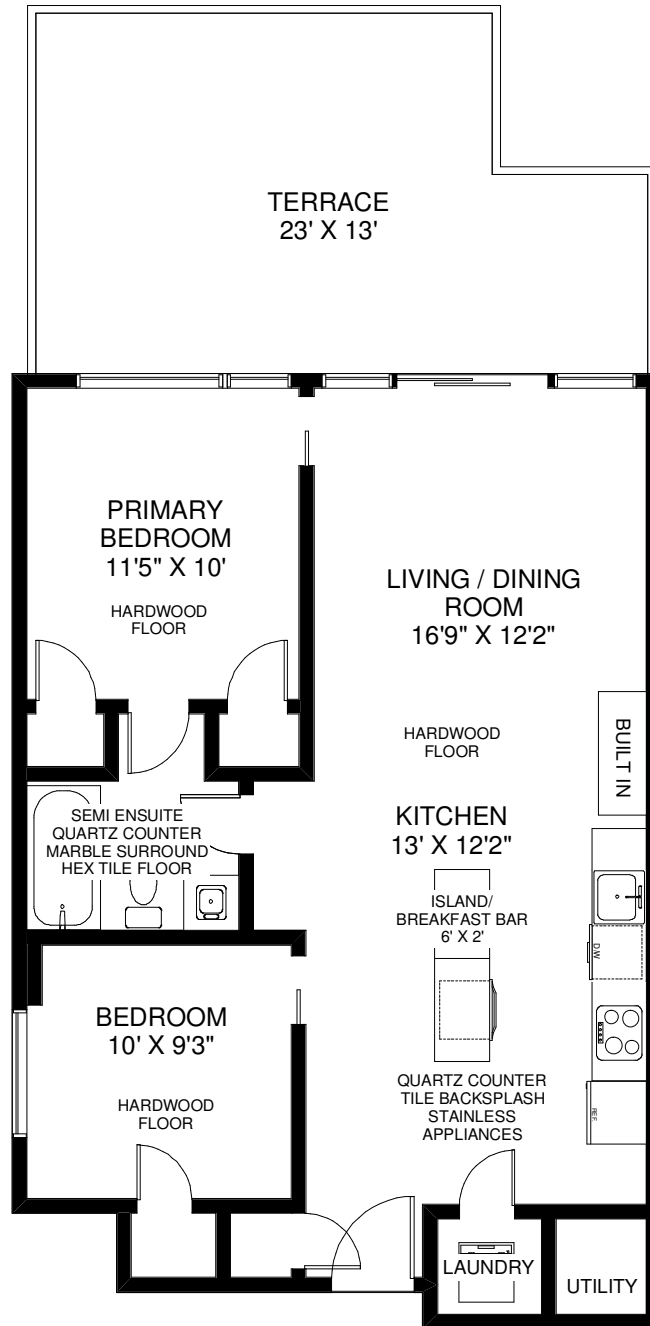 TERRACE
23' X 13'
PRIMARY
BEDROOM
11'5" X 10'
HARDWOOD
FLOOR
LIVING / DINING
ROOM
16'9" X 12'2"
HARDWOOD
FLOOR
BUILT IN
SEMI ENSUITE
QUARTZ COUNTER
MARBLE SURROUND
HEX TILE FLOOR
KITCHEN
13' X 12'2"
ISLAND/
BREAKFAST BAR
6' X 2'
D.W
QUARTZ COUNTER
TILE BACKSPLASH
STAINLESS
APPLIANCES
REF.
BEDROOM
10' X 9'3"
HARDWOOD
FLOOR
LAUNDRY
UTILITY